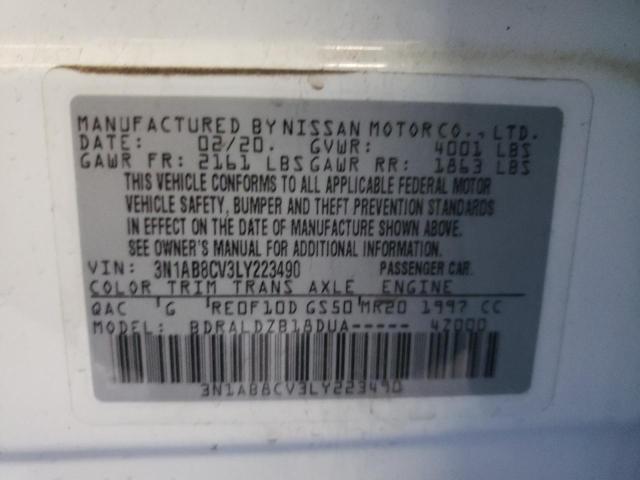 MANUFACTURED BY NISSAN MOTOR CO., LTD.
DATE: 02/20. GVWR: 4001 LBS
GAWR FR: 2161 LBS GAWR RR: 1863 LBS
THIS VEHICLE CONFORMS TO ALL APPLICABLE FEDERAL MOTOR
VEHICLE SAFETY, BUMPER AND THEFT PREVENTION STANDARDS
IN EFFECT ON THE DATE OF MANUFACTURE SHOWN ABOVE.
SEE OWNER'S MANUAL FOR ADDITIONAL INFORMATION.
VIN: 3N1AB8CV3LY223490 PASSENGER CAR.
COLOR TRIM TRANS AXLE ENGINE
QAC G RE0F10D GS50 MR20 1997 CC
MODEL: BDRALDZB18DUA----- 4Z000
3N1AB8CV3LY223490